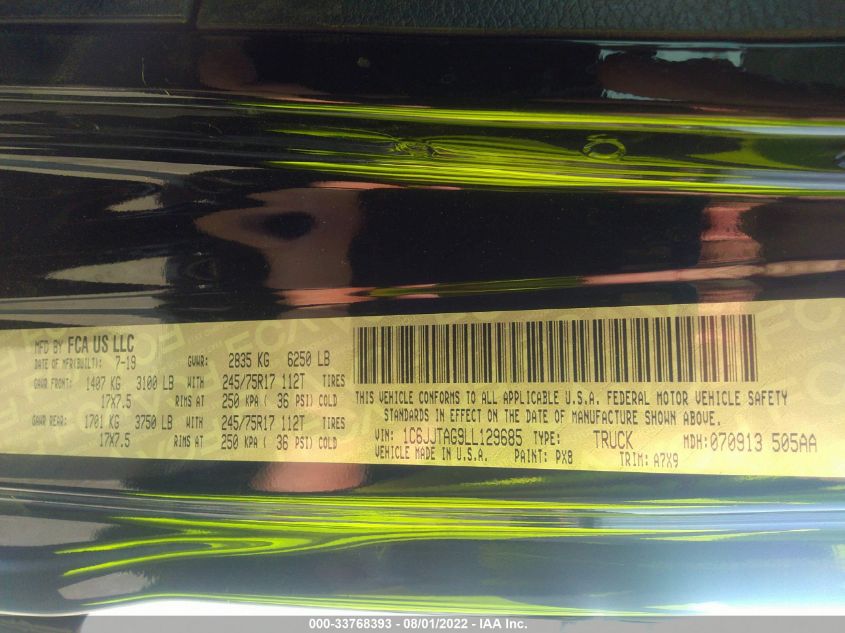 MFD BY FCA US LLC
DATE OF MFR(BUILT): 7-19 GVWR: 2835 KG 6250 LB
GAWR FRONT: 1407 KG 3100 LB WITH 245/75R17 112T TIRES
17X7.5 RIMS AT 250 KPA ( 36 PSI) COLD
GAWR REAR: 1701 KG 3750 LB WITH 245/75R17 112T TIRES
17X7.5 RIMS AT 250 KPA ( 36 PSI) COLD
THIS VEHICLE CONFORMS TO ALL APPLICABLE U.S.A. FEDERAL MOTOR VEHICLE SAFETY
STANDARDS IN EFFECT ON THE DATE OF MANUFACTURE SHOWN ABOVE.
VIN: 1C6JJTAG9LL129685 TYPE: TRUCK MDH: 070913 505AA
VEHICLE MADE IN U.S.A. PAINT: PX8 TRIM: A7X9
000-33768393 - 08/01/2022 - IAA Inc.